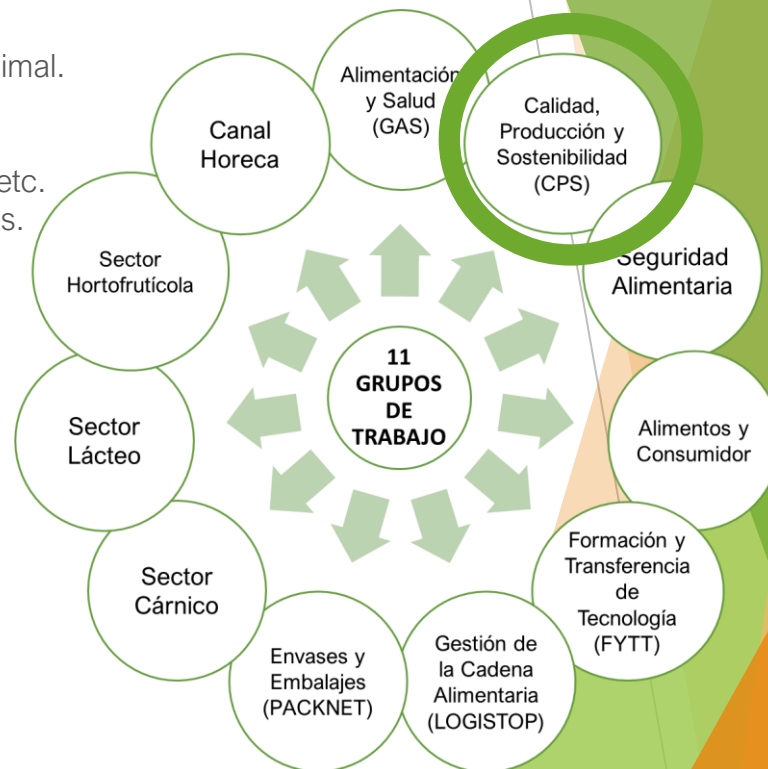 imal.
etc.
s.
Alimentación
y Salud
(GAS)
Calidad,
Producción y
Sostenibilidad
(CPS)
Seguridad
Alimentaria
Alimentos y
Consumidor
Formación y
Transferencia
de
Tecnología
(FYTT)
Gestión de
la Cadena
Alimentaria
(LOGISTOP)
Envases y
Embalajes
(PACKNET)
Sector
Cárnico
Sector
Lácteo
Sector
Hortofrutícola
Canal
Horeca
11
GRUPOS
DE
TRABAJO